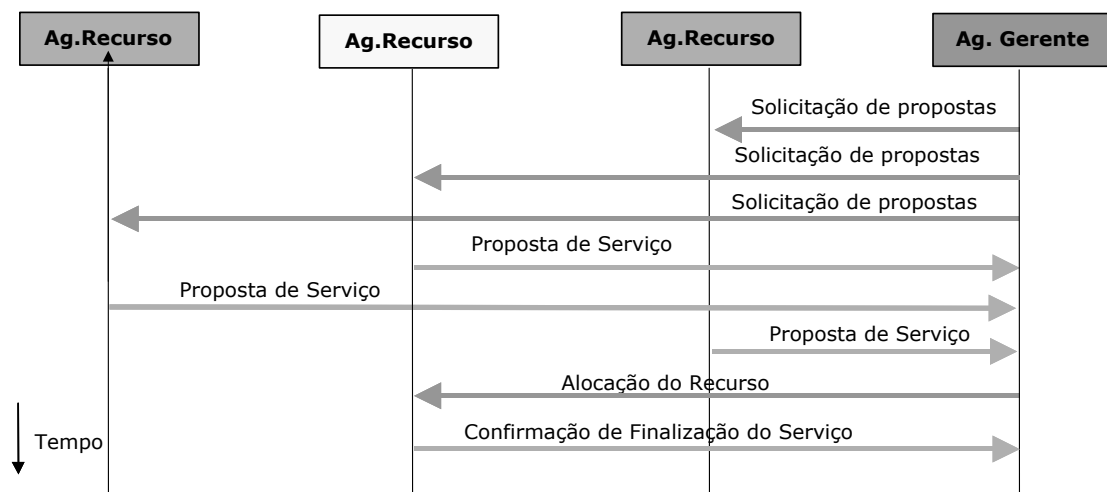 Ag.Recurso
Ag.Recurso
Ag.Recurso
Ag. Gerente
Solicitação de propostas
Solicitação de propostas
Solicitação de propostas
Proposta de Serviço
Proposta de Serviço
Proposta de Serviço
Alocação do Recurso
Confirmação de Finalização do Serviço
Tempo